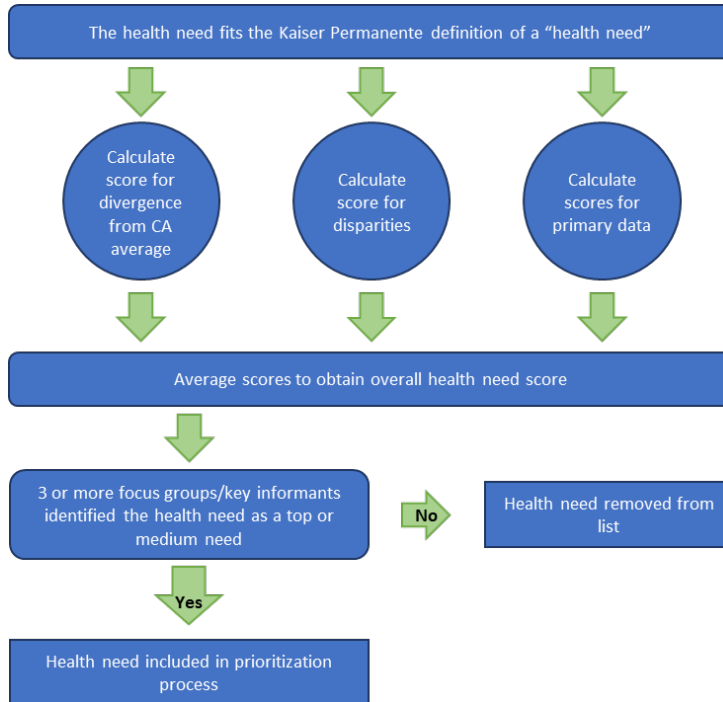 The health need fits the Kaiser Permanente definition of a “health need”
Calculate
score for
divergence
from CA
average
Calculate
score for
disparities
Calculate
scores for
primary data
Average scores to obtain overall health need score
3 or more focus groups/key informants
identified the health need as a top or
medium need
No
Health need removed from
list
Yes
Health need included in prioritization
process